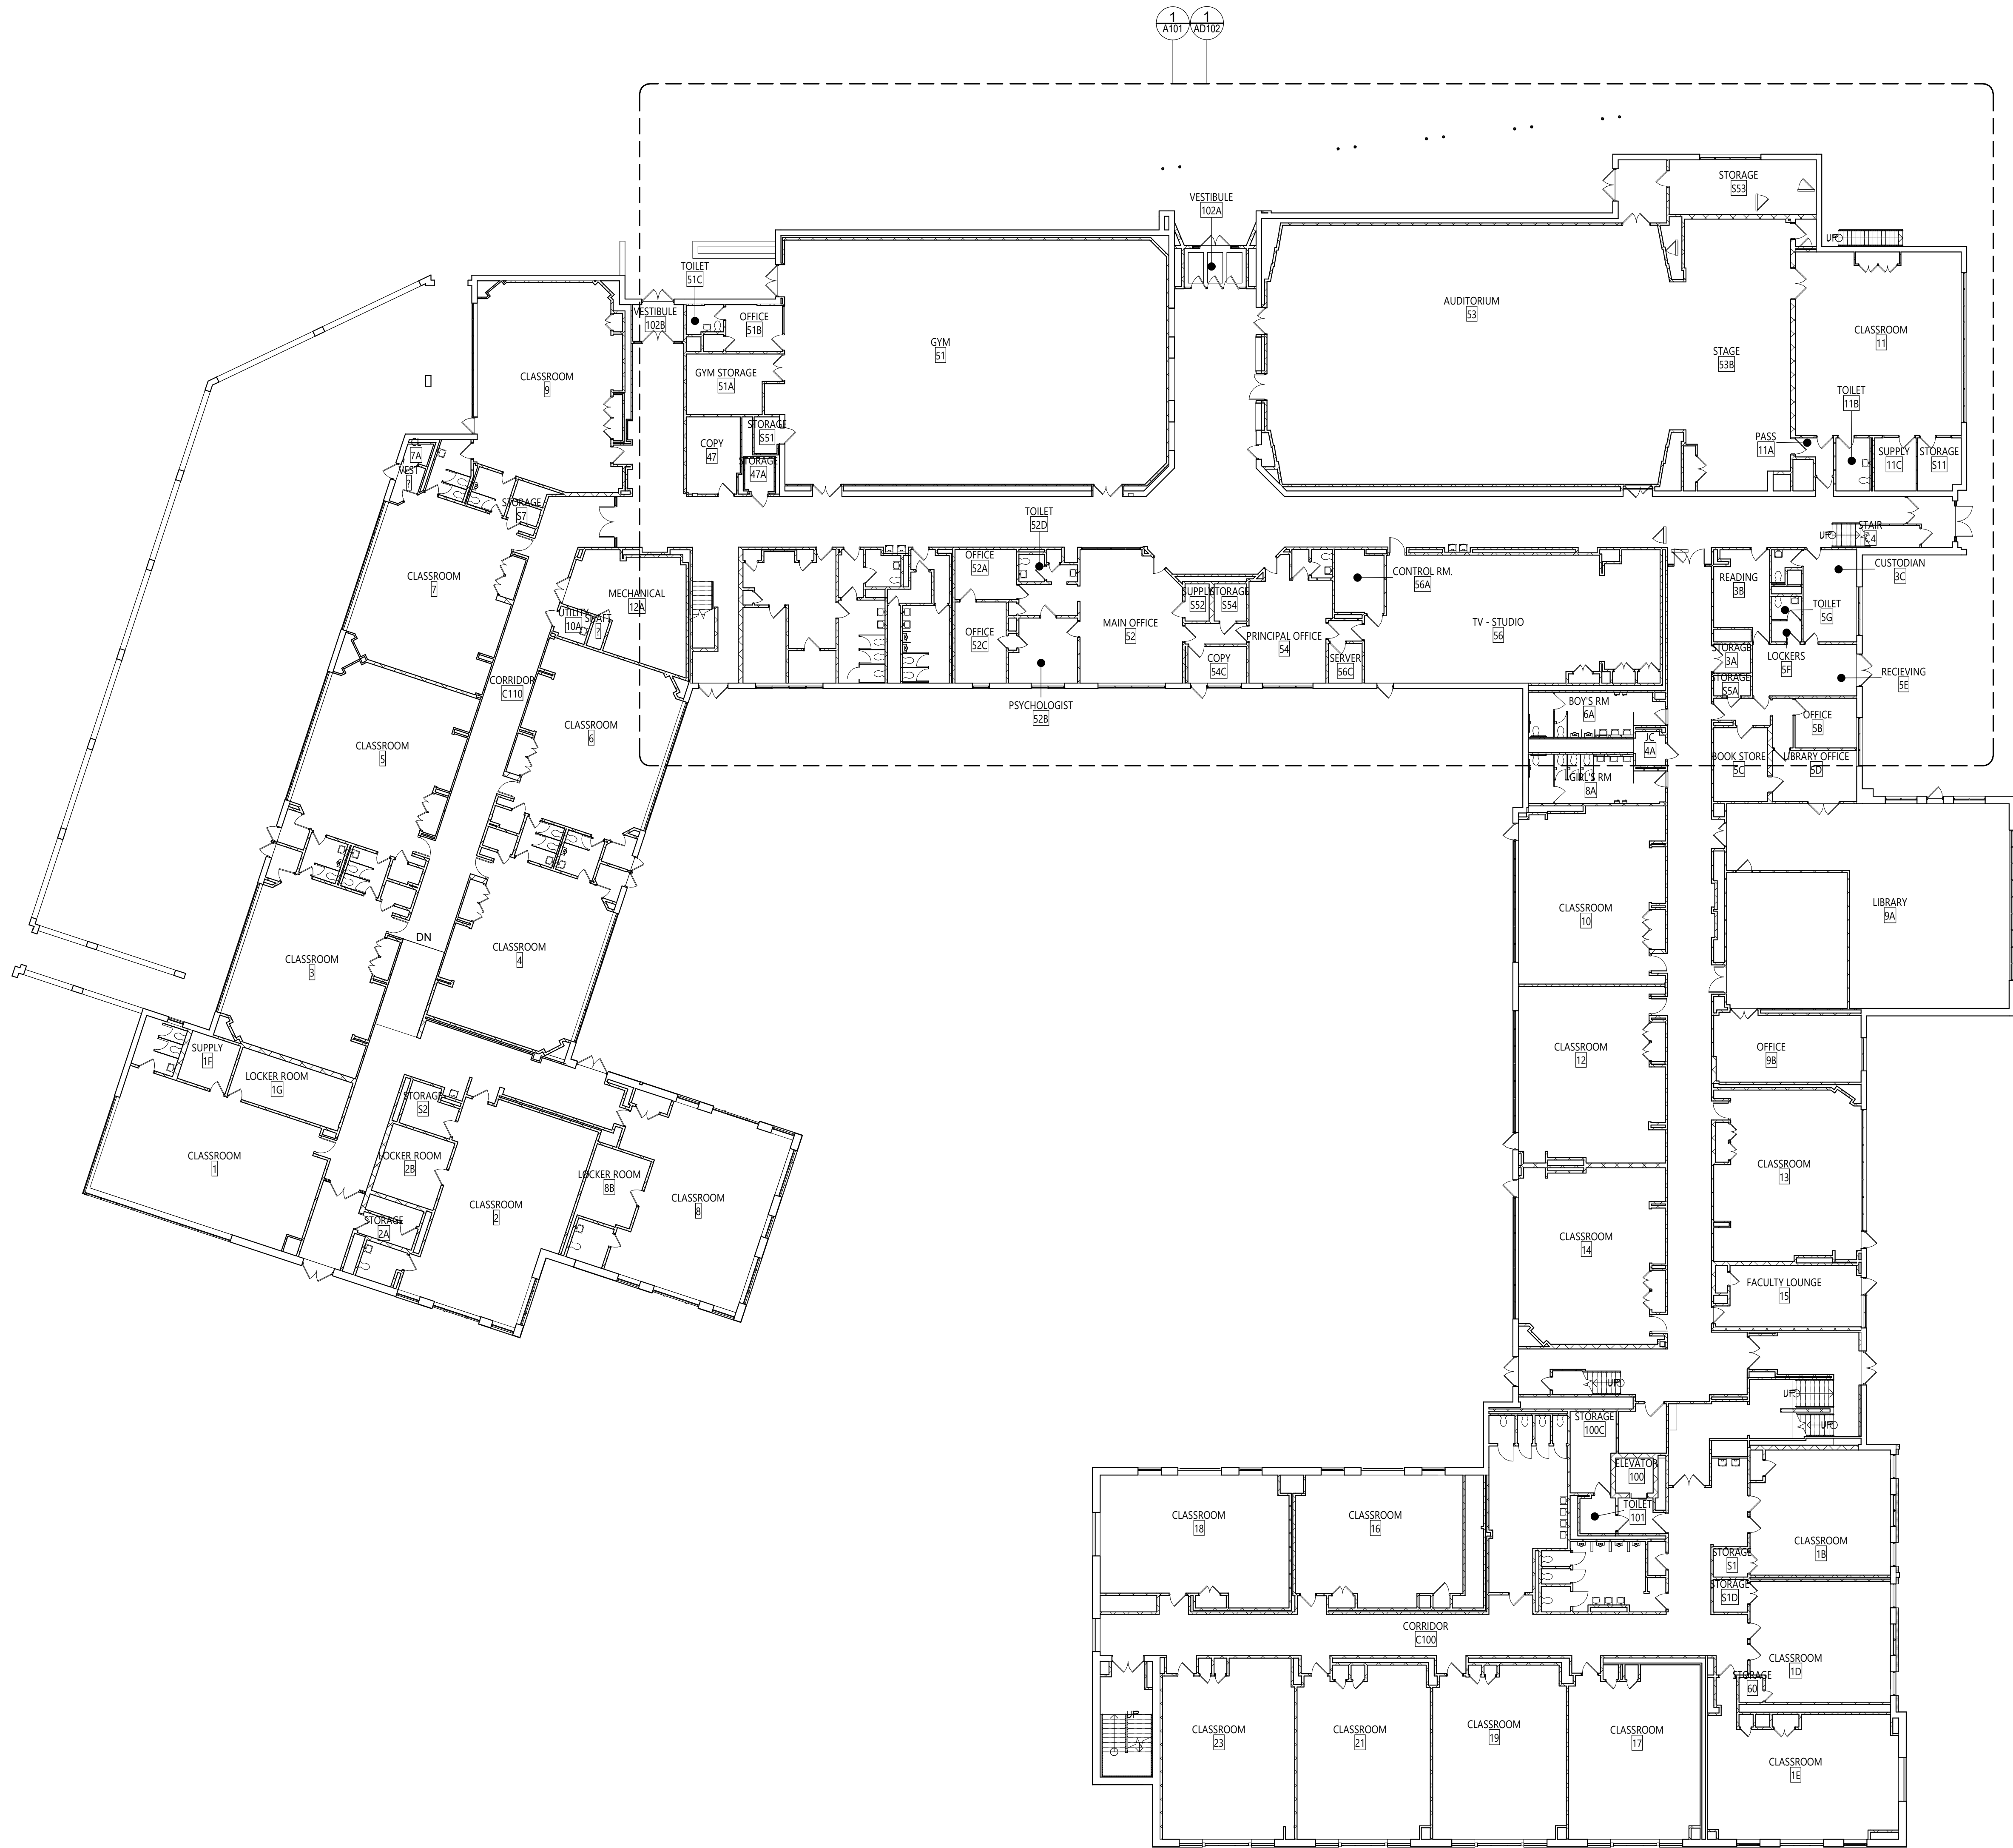 1
A101
1
AD102
STORAGE
S53
VESTIBULE
102A
UP
TOILET
51C
AUDITORIUM
53
OFFICE
51B
VESTIBULE
102B
CLASSROOM
11
GYM
51
STAGE
53B
GYM STORAGE
51A
CLASSROOM
9
TOILET
11B
STORAGE
S51
COPY
47
PASS
11A
CL
7A
SUPPLY
11C
STORAGE
S11
STORAGE
47A
VEST
?
STORAGE
S7
TOILET
52D
STAIR
C4
UP
OFFICE
52A
CONTROL RM.
56A
CUSTODIAN
3C
CLASSROOM
7
READING
3B
MECHANICAL
12A
SUPPLY
S52
STORAGE
S54
UTILITY
10A
SHAFT
?
TOILET
5G
MAIN OFFICE
52
TV - STUDIO
56
OFFICE
52C
PRINCIPAL OFFICE
54
STORAGE
3A
LOCKERS
5F
COPY
54C
SERVER
56C
RECIEVING
5E
CORRIDOR
C110
STORAGE
S5A
PSYCHOLOGIST
52B
BOY'S RM
6A
OFFICE
5B
CLASSROOM
6
JC
4A
CLASSROOM
5
BOOK STORE
5C
LIBRARY OFFICE
5D
GIRL'S RM
8A
LIBRARY
9A
CLASSROOM
10
DN
CLASSROOM
4
CLASSROOM
3
SUPPLY
1F
CLASSROOM
12
OFFICE
9B
LOCKER ROOM
1G
STORAGE
S2
CLASSROOM
1
LOCKER ROOM
2B
CLASSROOM
13
LOCKER ROOM
8B
CLASSROOM
8
CLASSROOM
2
STORAGE
2A
CLASSROOM
14
FACULTY LOUNGE
15
UP
UP
UP
STORAGE
100C
ELEVATOR
100
TOILET
101
CLASSROOM
18
CLASSROOM
16
CLASSROOM
1B
STORAGE
S1
STORAGE
S1D
CORRIDOR
C100
CLASSROOM
1D
STORAGE
60
UP
CLASSROOM
23
CLASSROOM
21
CLASSROOM
19
CLASSROOM
17
CLASSROOM
1E